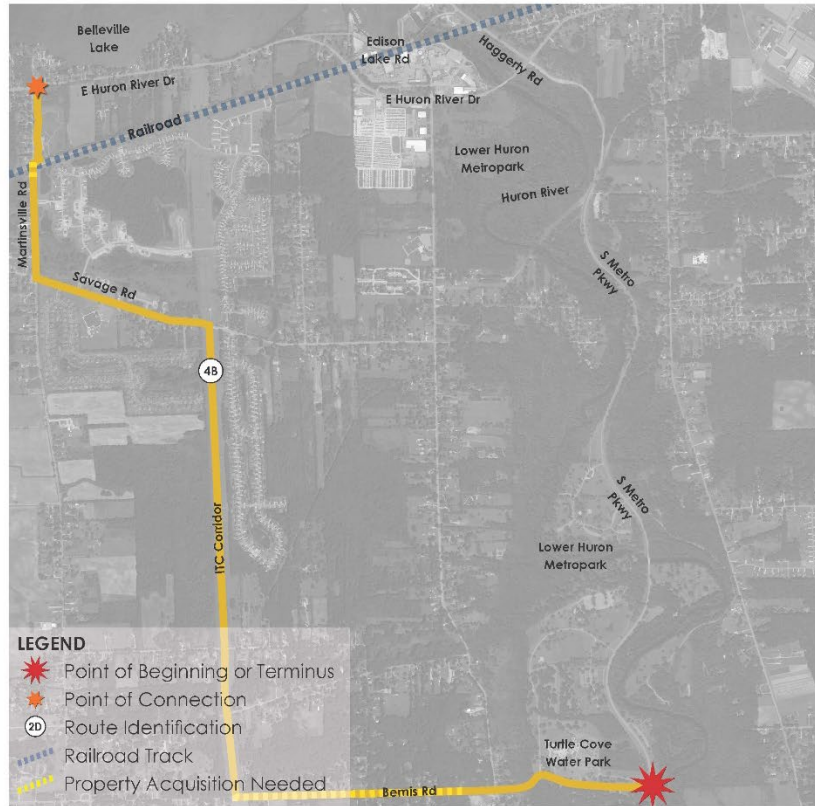 Belleville
Lake
Edison
Lake Rd
Haggerty Rd
E Huron River Dr
E Huron River Dr
Railroad
Lower Huron
Metropark
Huron River
Martinsville Rd
S Metro
Pkwy
Savage Rd
4B
S Metro
Pkwy
ITC Corridor
Lower Huron
Metropark
LEGEND
Point of Beginning or Terminus
Point of Connection
2D Route Identification
Railroad Track
Property Acquisition Needed
Turtle Cove
Water Park
Bemis Rd